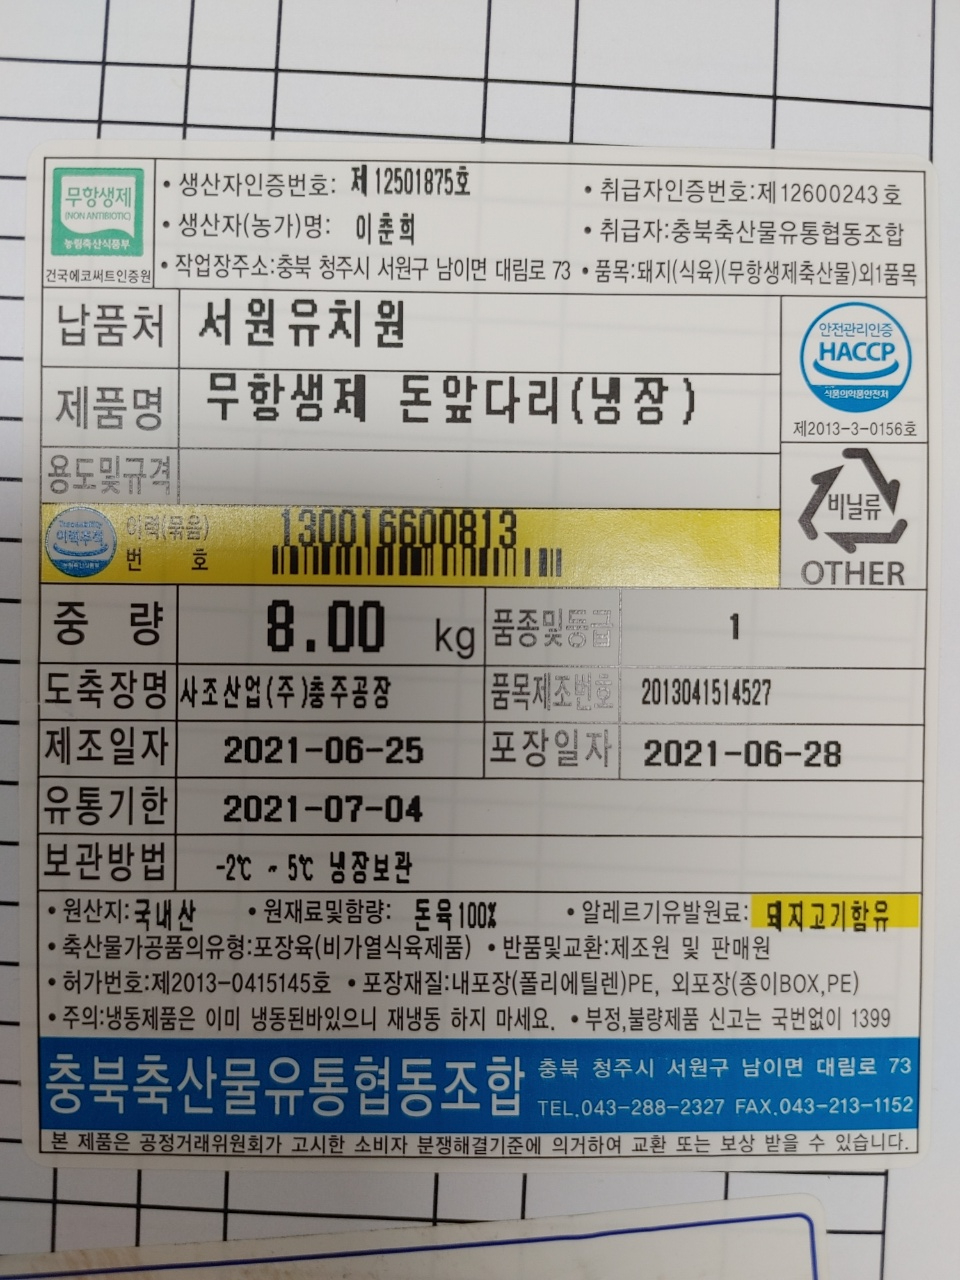 무항생제
(NON ANTIBIOTIC)
농림축산식품부
건국에코써트인증원
• 생산자인증번호: 제12501875호
• 취급자인증번호:제12600243호
• 생산자(농가)명: 이춘희
• 취급자:충북축산물유통협동조합
• 작업장주소:충북 청주시 서원구 남이면 대림로 73 • 품목:돼지(식육)(무항생제축산물)외1품목
납품처 서원유치원
안전관리인증
HACCP
식품의약품안전처
제2013-3-0156호
제품명 무항생제 돈앞다리(냉장)
용도및규격
비닐류
OTHER
이력추적
농림축산식품부
이력(묶음)
번 호
130016600813
중 량 8.00 kg 품종및등급 1
도축장명 사조산업(주)충주공장 품목제조번호 2013041514527
제조일자 2021-06-25 포장일자 2021-06-28
유통기한 2021-07-04
보관방법 -2℃ ~ 5℃ 냉장보관
• 원산지:국내산 • 원재료및함량: 돈육100% • 알레르기유발원료: 돼지고기함유
• 축산물가공품의유형:포장육(비가열식육제품) • 반품및교환:제조원 및 판매원
• 허가번호:제2013-0415145호 • 포장재질:내포장(폴리에틸렌)PE, 외포장(종이BOX,PE)
• 주의:냉동제품은 이미 냉동된바있으니 재냉동 하지 마세요. • 부정,불량제품 신고는 국번없이 1399
충북축산물유통협동조합
충북 청주시 서원구 남이면 대림로 73
TEL.043-288-2327 FAX.043-213-1152
본 제품은 공정거래위원회가 고시한 소비자 분쟁해결기준에 의거하여 교환 또는 보상 받을 수 있습니다.